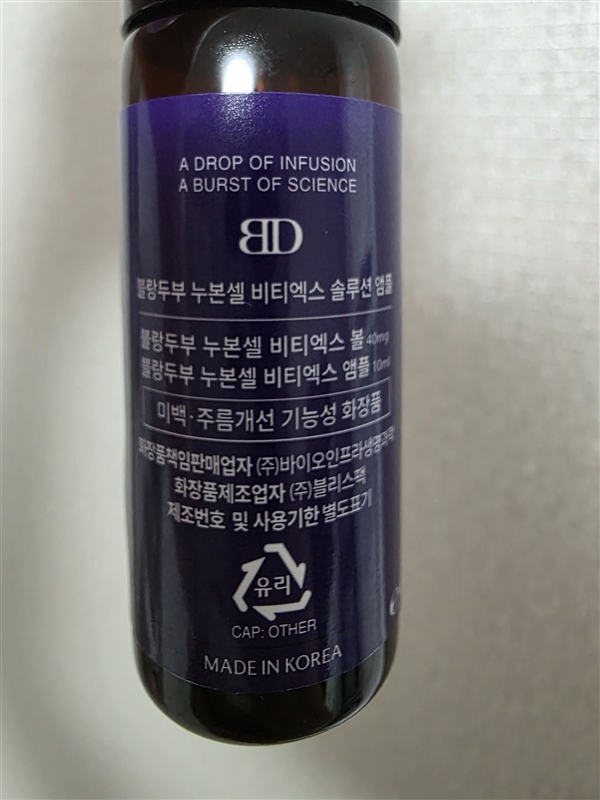 A DROP OF INFUSION
A BURST OF SCIENCE
BD
블랑두부 누본셀 비티엑스 솔루션 앰플
블랑두부 누본셀 비티엑스 볼 40mg
블랑두부 누본셀 비티엑스 앰플 10ml
미백·주름개선 기능성 화장품
화장품책임판매업자 (주)바이오인프라생명과학
화장품제조업자 (주)블리스팩
제조번호 및 사용기한 별도표기
유리
CAP: OTHER
MADE IN KOREA